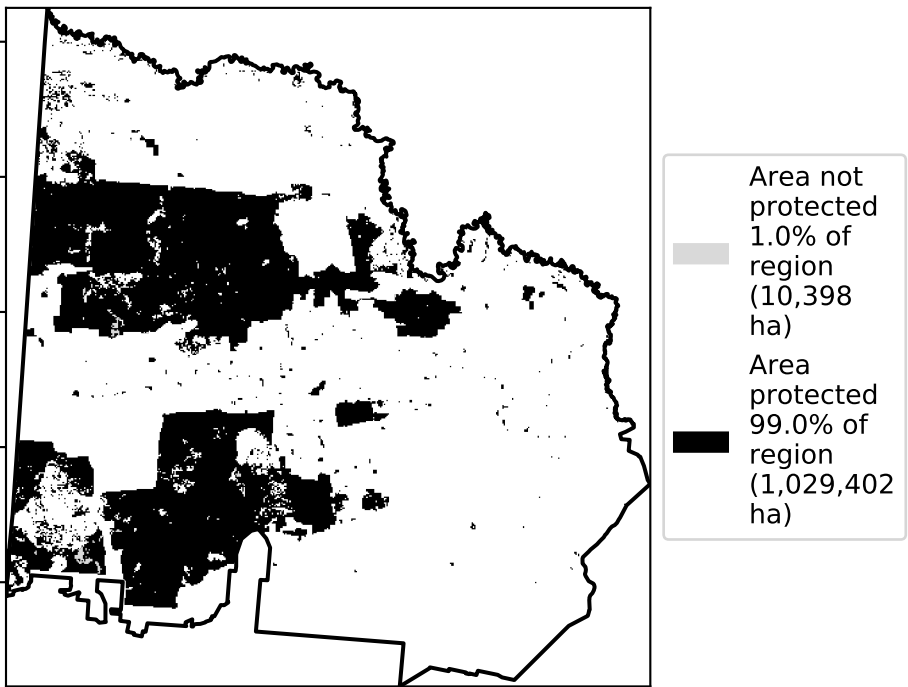 Area not
protected
1.0% of
region
(10,398
ha)
Area
protected
99.0% of
region
(1,029,402
ha)